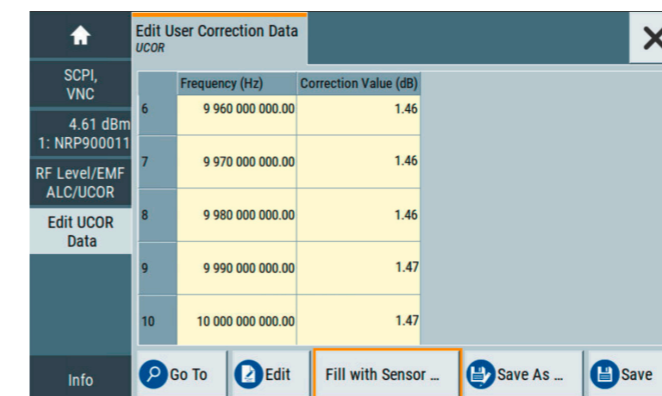 Edit User Correction Data
UCOR
SCPI,
VNC
4.61 dBm
1: NRP900011
RF Level/EMF
ALC/UCOR
Edit UCOR
Data
Info
Frequency (Hz) Correction Value (dB)
6 9 960 000 000.00 1.46
7 9 970 000 000.00 1.46
8 9 980 000 000.00 1.46
9 9 990 000 000.00 1.47
10 10 000 000 000.00 1.47
Go To Edit Fill with Sensor ... Save As ... Save